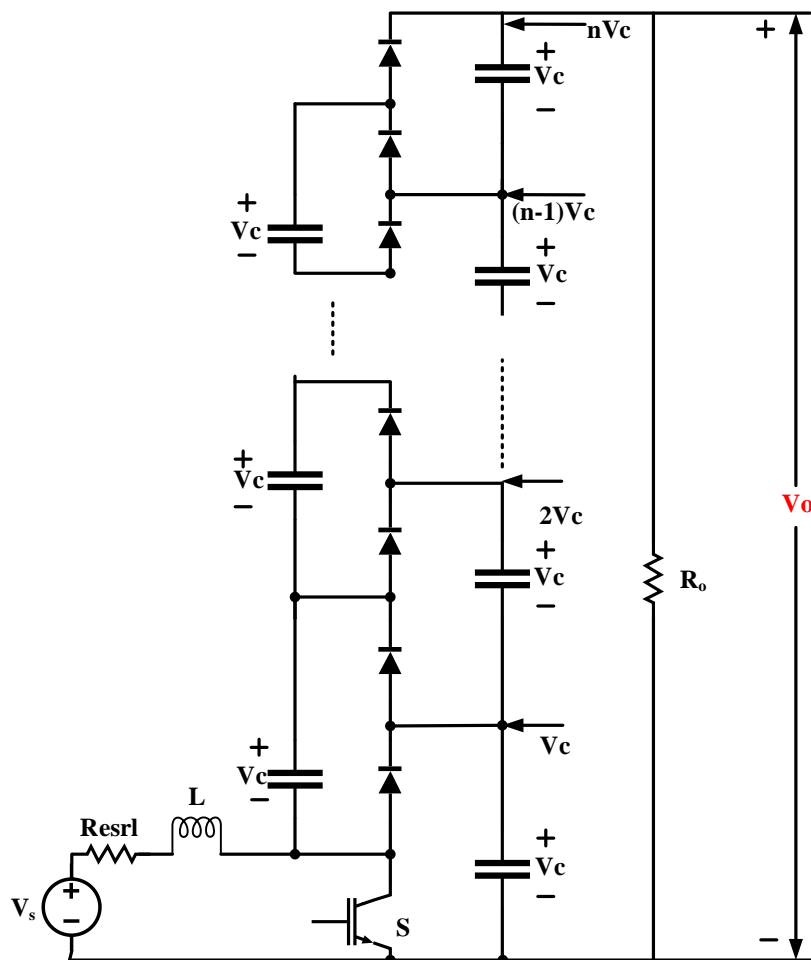 nVc
+
Vc
−
+
+
Vc
−
(n-1)Vc
+
Vc
−
+
Vc
−
2Vc
+
Vc
−
Vo
Rₒ
Vc
+
Vc
−
L
Resrl
+
Vc
−
Vₛ
+
−
S
−